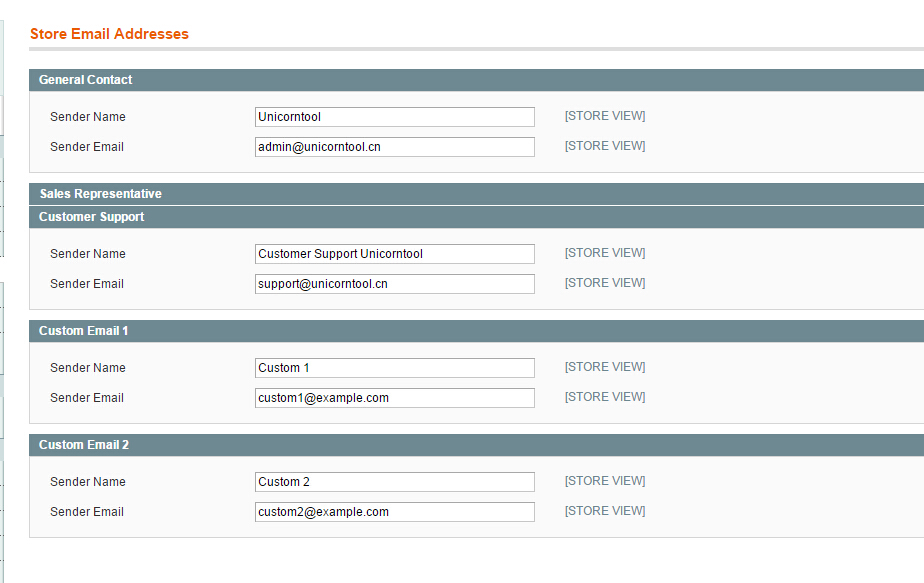 Store Email Addresses
General Contact
Sender Name Unicorntool [STORE VIEW]
Sender Email admin@unicorntool.cn [STORE VIEW]
Sales Representative
Customer Support
Sender Name Customer Support Unicorntool [STORE VIEW]
Sender Email support@unicorntool.cn [STORE VIEW]
Custom Email 1
Sender Name Custom 1 [STORE VIEW]
Sender Email custom1@example.com [STORE VIEW]
Custom Email 2
Sender Name Custom 2 [STORE VIEW]
Sender Email custom2@example.com [STORE VIEW]